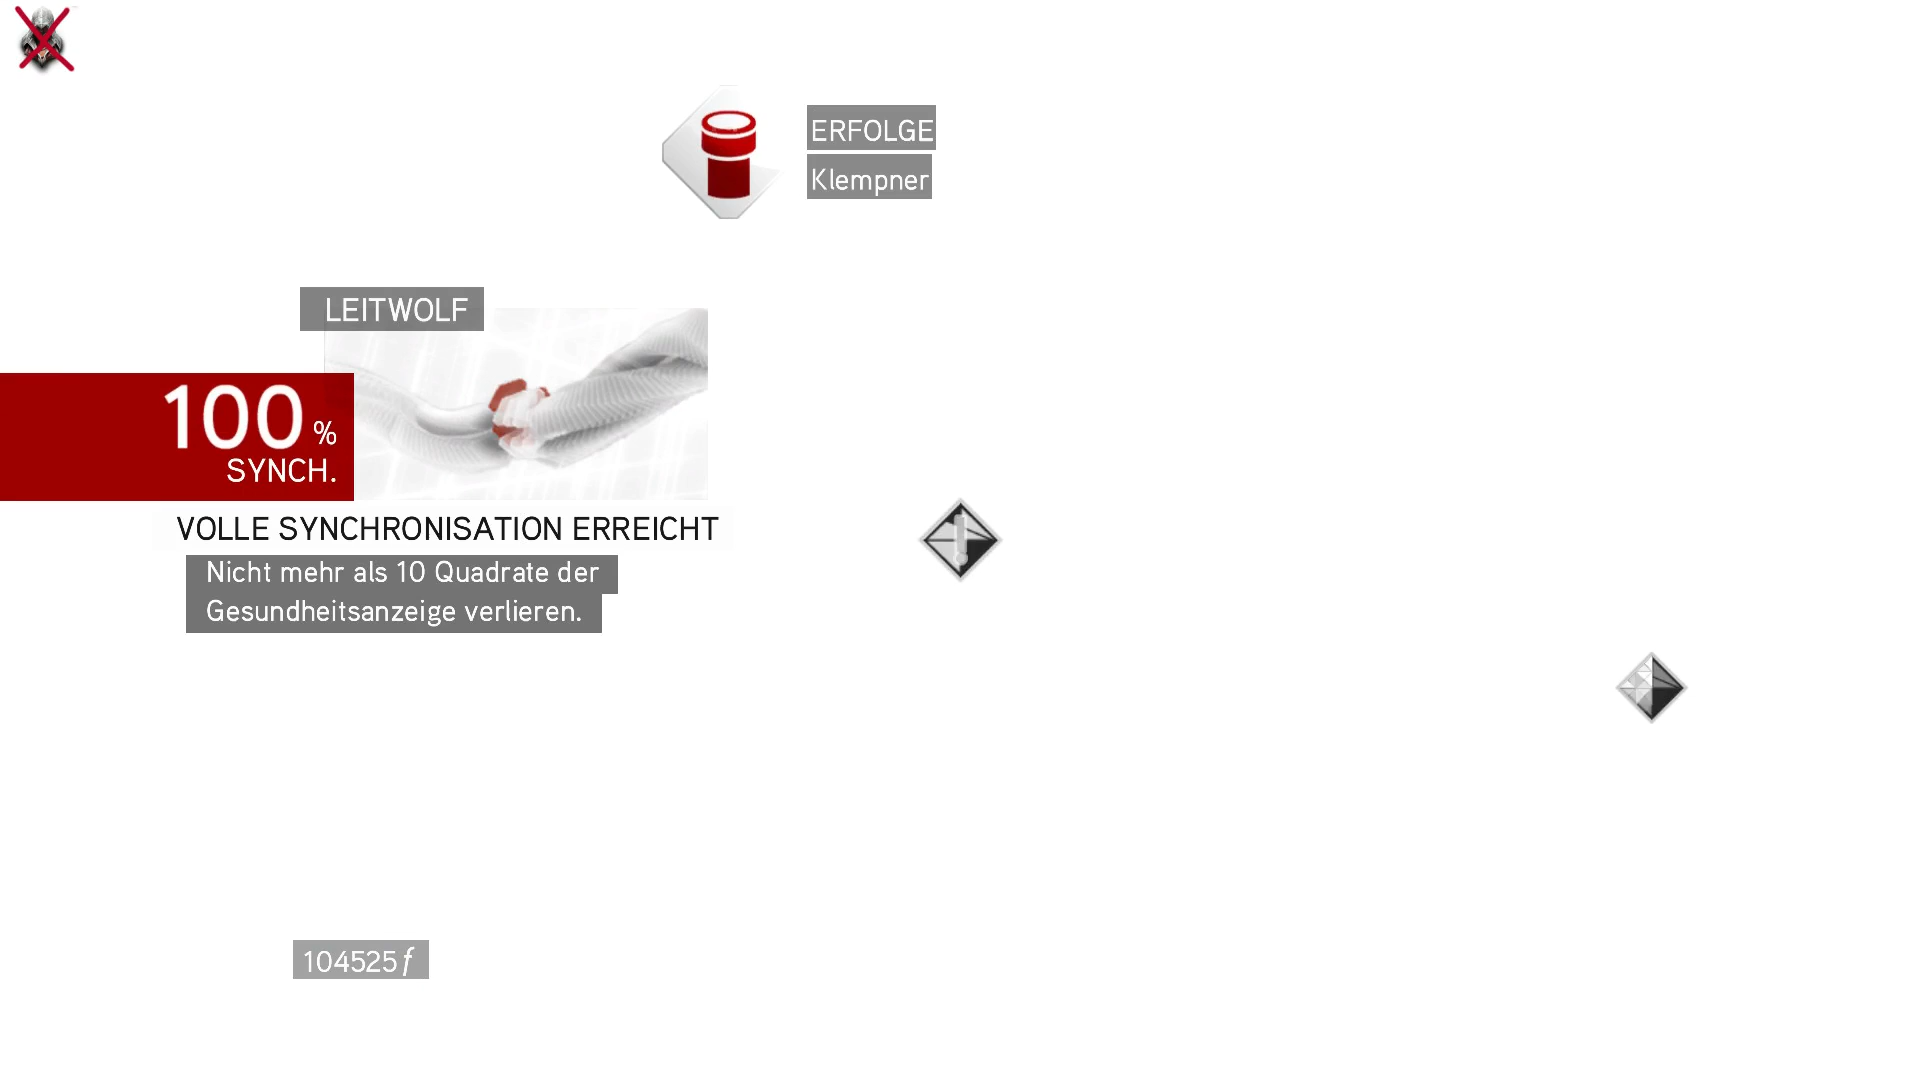 ERFOLGE
Klempner
LEITWOLF
100 %
SYNCH.
VOLLE SYNCHRONISATION ERREICHT
Nicht mehr als 10 Quadrate der
Gesundheitsanzeige verlieren.
104525 ƒ